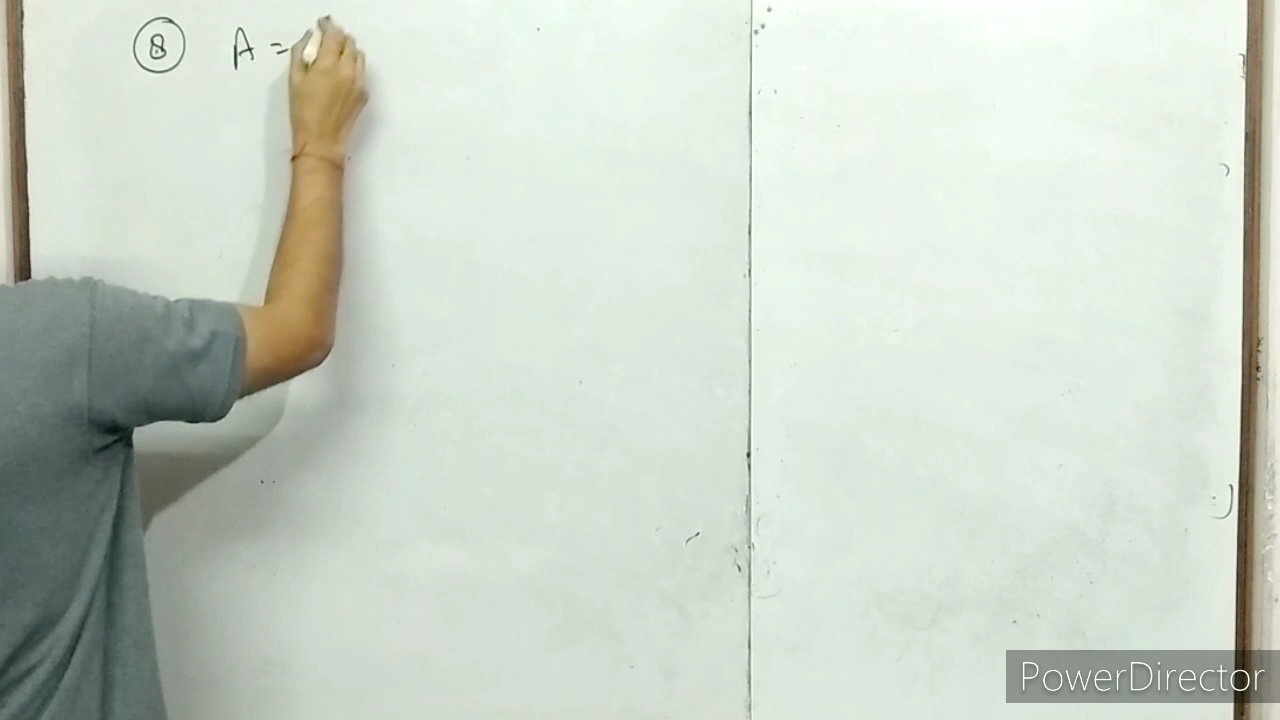 ⑧ A =
PowerDirector